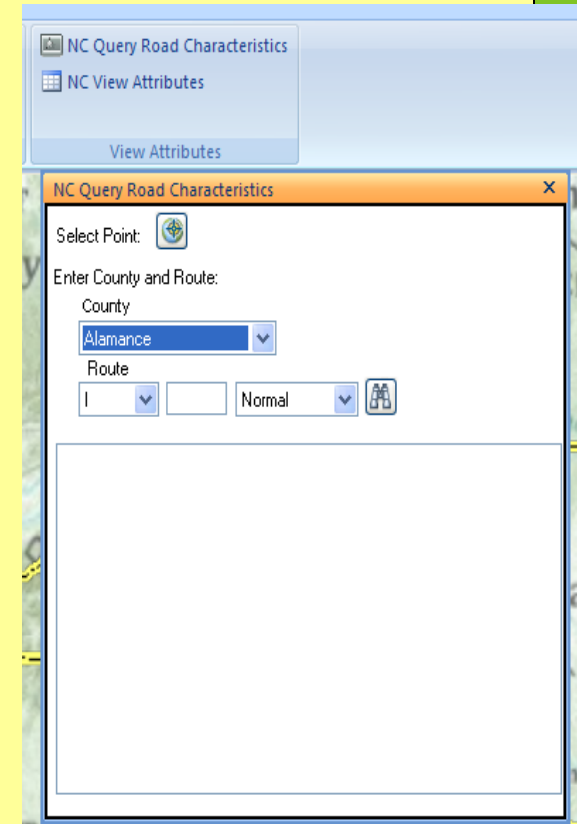 NC Query Road Characteristics
NC View Attributes
View Attributes
NC Query Road Characteristics X
Select Point:
Enter County and Route:
County
Alamance
Route
I Normal